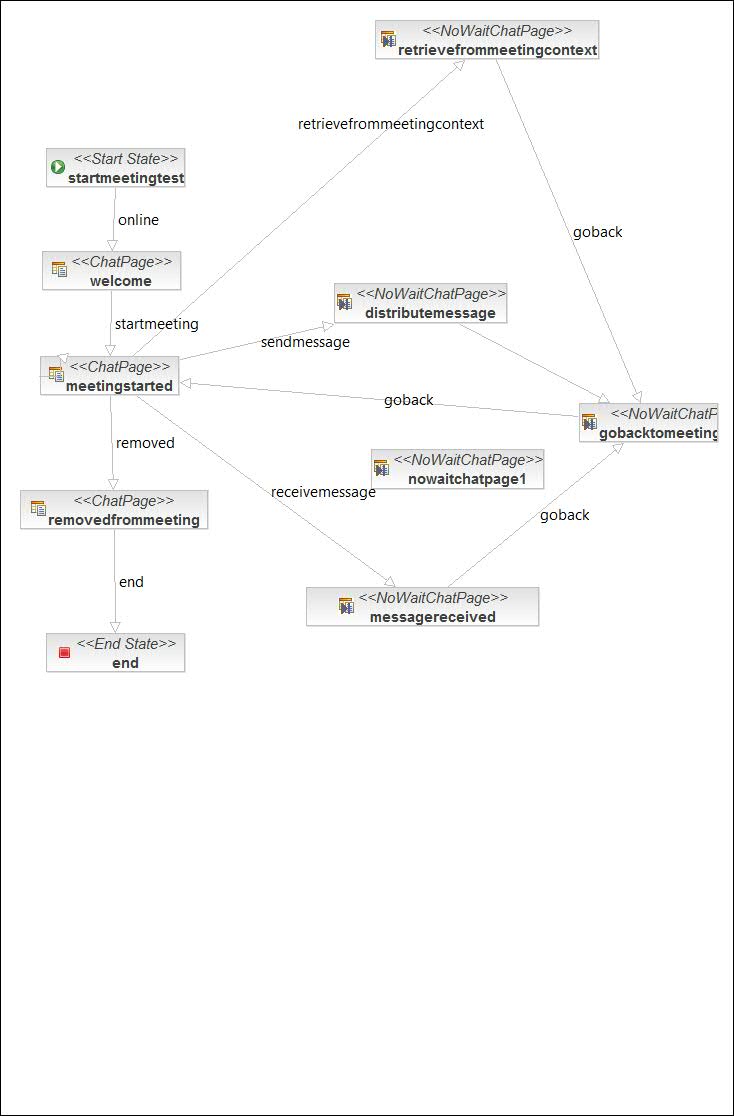 <<NoWaitChatPage>>
retrievefrommeetingcontext
retrievefrommeetingcontext
<<Start State>>
startmeetingtest
online
goback
<<ChatPage>>
welcome
<<NoWaitChatPage>>
distributemessage
startmeeting
sendmessage
<<ChatPage>>
meetingstarted
goback
<<NoWaitChatP
gobacktomeeting
removed
<<NoWaitChatPage>>
nowaitchatpage1
receivemessage
<<ChatPage>>
removedfrommeeting
goback
end
<<NoWaitChatPage>>
messagereceived
<<End State>>
end